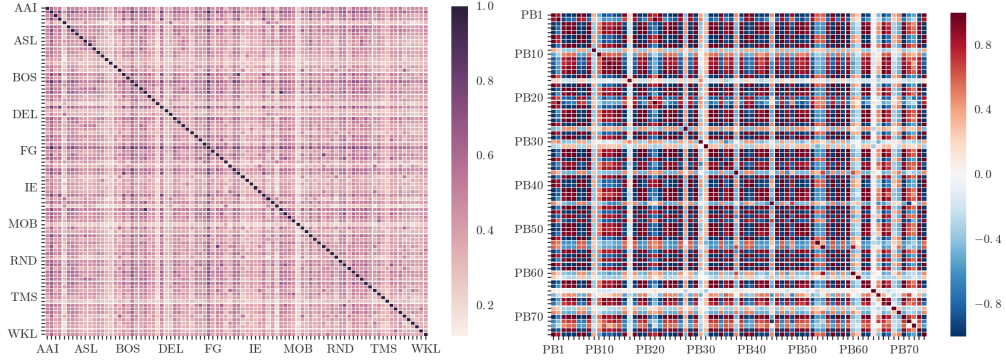 AAI
ASL
BOS
DEL
FG
IE
MOB
RND
TMS
WKL
AAI ASL BOS DEL FG IE MOB RND TMS WKL
1.0
0.8
0.6
0.4
0.2
PB1
PB10
PB20
PB30
PB40
PB50
PB60
PB70
PB1 PB10 PB20 PB30 PB40 PB50 PB60 PB70
0.8
0.4
0.0
−0.4
−0.8